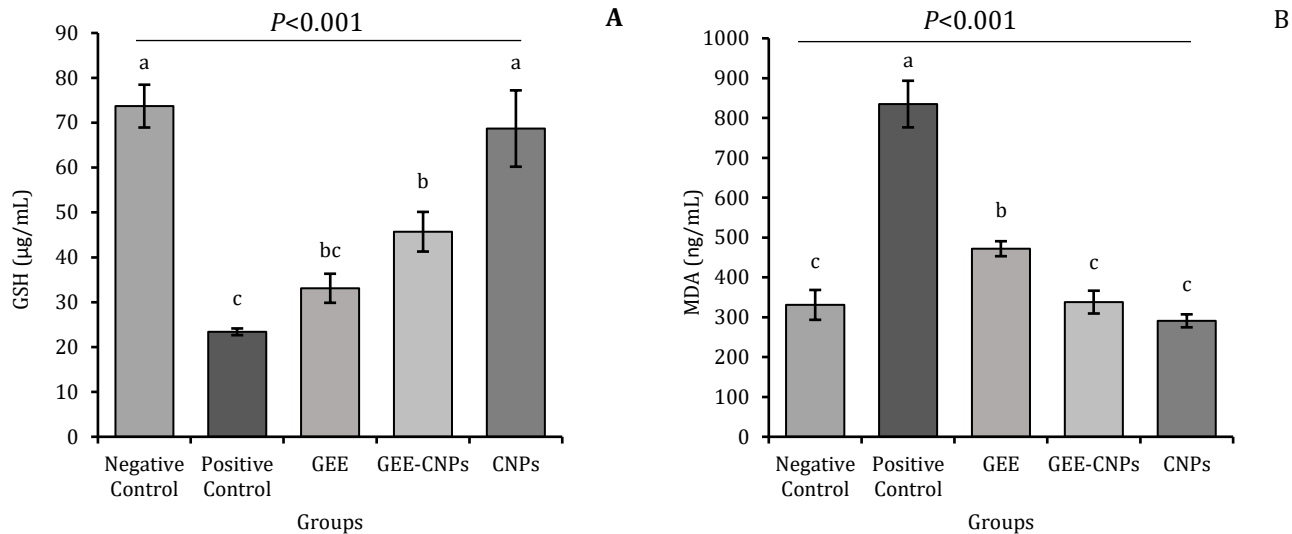 P<0.001
A
90
80
70
60
50
40
30
20
10
0
GSH (µg/mL)
a
c
bc
b
a
Negative
Control
Positive
Control
GEE
GEE-CNPs
CNPs
Groups
P<0.001
B
1000
900
800
700
600
500
400
300
200
100
0
MDA (ng/mL)
c
a
b
c
c
Negative
Control
Positive
Control
GEE
GEE-CNPs
CNPs
Groups